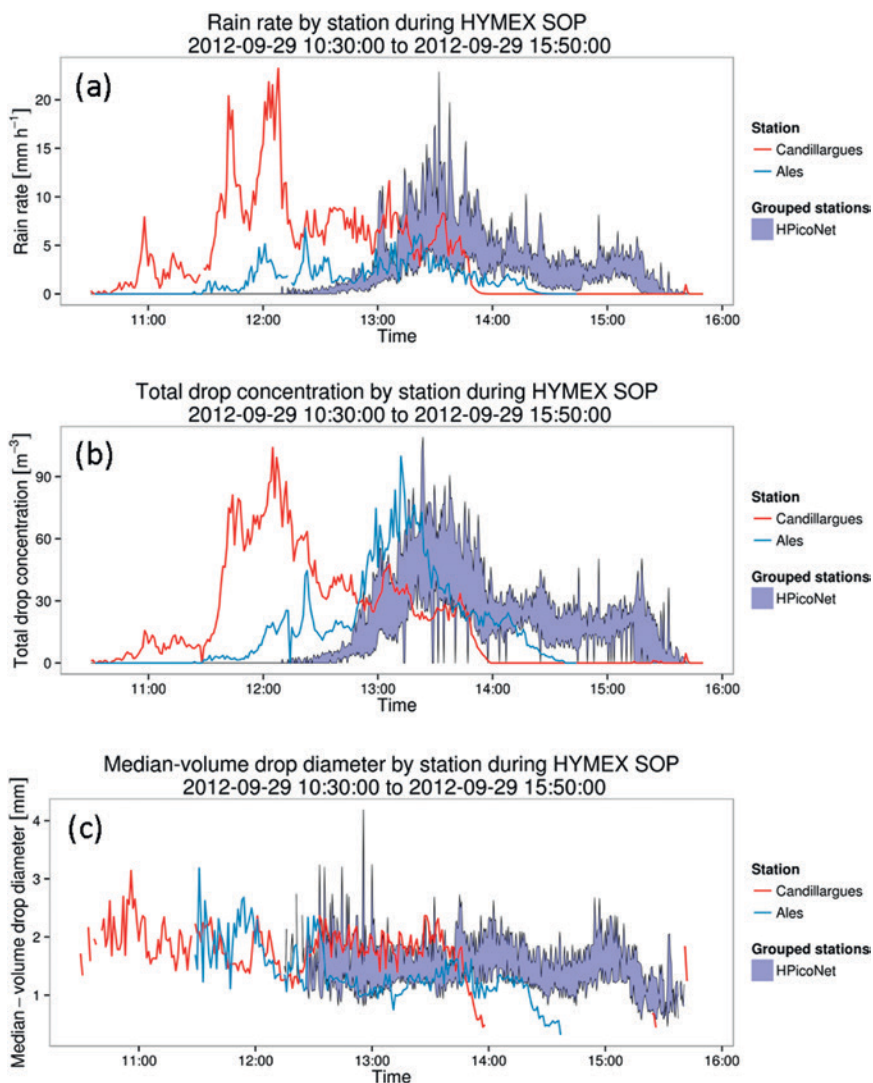 Rain rate by station during HYMEX SOP
2012-09-29 10:30:00 to 2012-09-29 15:50:00
(a)
Rain rate [mm h⁻¹]
20
15
10
5
0
11:00 12:00 13:00 14:00 15:00 16:00
Time
Station
Candillargues
Ales
Grouped stations
HPicoNet
Total drop concentration by station during HYMEX SOP
2012-09-29 10:30:00 to 2012-09-29 15:50:00
(b)
Total drop concentration [m⁻³]
90
60
30
0
11:00 12:00 13:00 14:00 15:00 16:00
Time
Station
Candillargues
Ales
Grouped stations
HPicoNet
Median-volume drop diameter by station during HYMEX SOP
2012-09-29 10:30:00 to 2012-09-29 15:50:00
(c)
Median – volume drop diameter [mm]
4
3
2
1
11:00 12:00 13:00 14:00 15:00 16:00
Time
Station
Candillargues
Ales
Grouped stations
HPicoNet